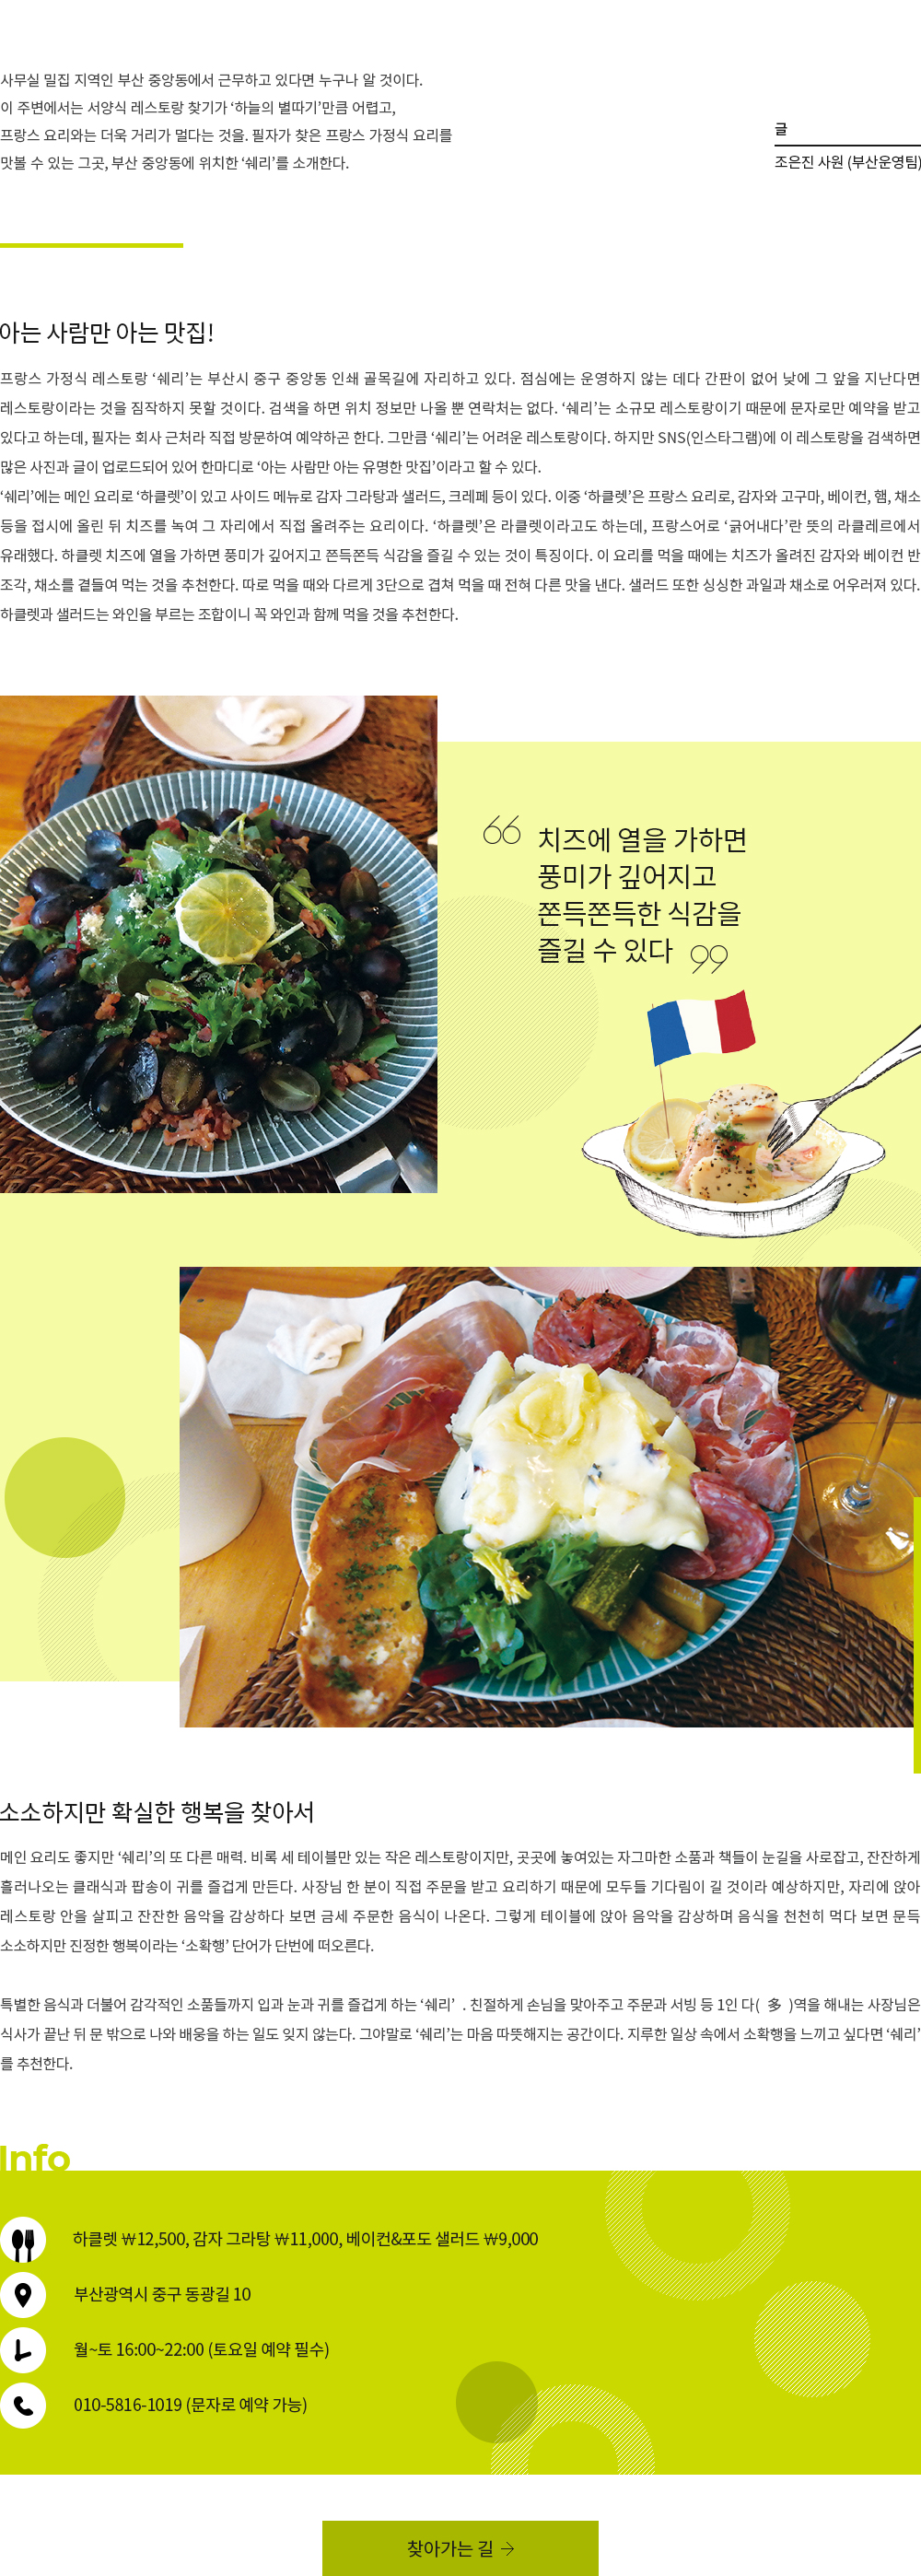 사무실 밀집 지역인 부산 중앙동에서 근무하고 있다면 누구나 알 것이다.
이 주변에서는 서양식 레스토랑 찾기가 ‘하늘의 별따기’만큼 어렵고,
프랑스 요리와는 더욱 거리가 멀다는 것을. 필자가 찾은 프랑스 가정식 요리를
맛볼 수 있는 그곳, 부산 중앙동에 위치한 ‘쉐리’를 소개한다.
글
조은진 사원 (부산운영팀)
아는 사람만 아는 맛집!
프랑스 가정식 레스토랑 ‘쉐리’는 부산시 중구 중앙동 인쇄 골목길에 자리하고 있다. 점심에는 운영하지 않는 데다 간판이 없어 낮에 그 앞을 지난다면
레스토랑이라는 것을 짐작하지 못할 것이다. 검색을 하면 위치 정보만 나올 뿐 연락처는 없다. ‘쉐리’는 소규모 레스토랑이기 때문에 문자로만 예약을 받고
있다고 하는데, 필자는 회사 근처라 직접 방문하여 예약하곤 한다. 그만큼 ‘쉐리’는 어려운 레스토랑이다. 하지만 SNS(인스타그램)에 이 레스토랑을 검색하면
많은 사진과 글이 업로드되어 있어 한마디로 ‘아는 사람만 아는 유명한 맛집’이라고 할 수 있다.
‘쉐리’에는 메인 요리로 ‘하클렛’이 있고 사이드 메뉴로 감자 그라탕과 샐러드, 크레페 등이 있다. 이중 ‘하클렛’은 프랑스 요리로, 감자와 고구마, 베이컨, 햄, 채소
등을 접시에 올린 뒤 치즈를 녹여 그 자리에서 직접 올려주는 요리이다. ‘하클렛’은 라클렛이라고도 하는데, 프랑스어로 ‘긁어내다’란 뜻의 라클레르에서
유래했다. 하클렛 치즈에 열을 가하면 풍미가 깊어지고 쫀득쫀득 식감을 즐길 수 있는 것이 특징이다. 이 요리를 먹을 때에는 치즈가 올려진 감자와 베이컨 반
조각, 채소를 곁들여 먹는 것을 추천한다. 따로 먹을 때와 다르게 3단으로 겹쳐 먹을 때 전혀 다른 맛을 낸다. 샐러드 또한 싱싱한 과일과 채소로 어우러져 있다.
하클렛과 샐러드는 와인을 부르는 조합이니 꼭 와인과 함께 먹을 것을 추천한다.
“ 치즈에 열을 가하면
풍미가 깊어지고
쫀득쫀득한 식감을
즐길 수 있다 ”
소소하지만 확실한 행복을 찾아서
메인 요리도 좋지만 ‘쉐리’의 또 다른 매력. 비록 세 테이블만 있는 작은 레스토랑이지만, 곳곳에 놓여있는 자그마한 소품과 책들이 눈길을 사로잡고, 잔잔하게
흘러나오는 클래식과 팝송이 귀를 즐겁게 만든다. 사장님 한 분이 직접 주문을 받고 요리하기 때문에 모두들 기다림이 길 것이라 예상하지만, 자리에 앉아
레스토랑 안을 살피고 잔잔한 음악을 감상하다 보면 금세 주문한 음식이 나온다. 그렇게 테이블에 앉아 음악을 감상하며 음식을 천천히 먹다 보면 문득
소소하지만 진정한 행복이라는 ‘소확행’ 단어가 단번에 떠오른다.
특별한 음식과 더불어 감각적인 소품들까지 입과 눈과 귀를 즐겁게 하는 ‘쉐리’ . 친절하게 손님을 맞아주고 주문과 서빙 등 1인 다( 多 )역을 해내는 사장님은
식사가 끝난 뒤 문 밖으로 나와 배웅을 하는 일도 잊지 않는다. 그야말로 ‘쉐리’는 마음 따뜻해지는 공간이다. 지루한 일상 속에서 소확행을 느끼고 싶다면 ‘쉐리’
를 추천한다.
Info
하클렛 ₩12,500, 감자 그라탕 ₩11,000, 베이컨&포도 샐러드 ₩9,000
부산광역시 중구 동광길 10
월~토 16:00~22:00 (토요일 예약 필수)
010-5816-1019 (문자로 예약 가능)
찾아가는 길 →